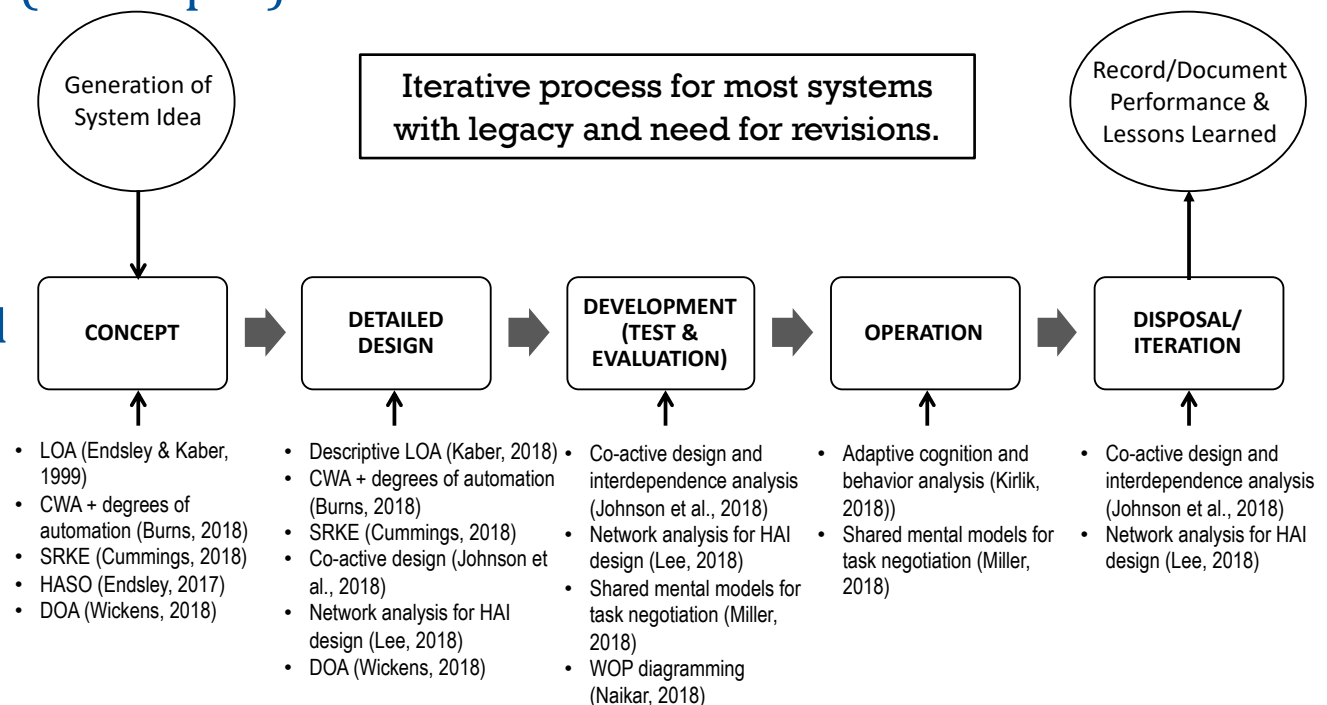 Generation of
System Idea
Iterative process for most systems
with legacy and need for revisions.
Record/Document
Performance &
Lessons Learned
CONCEPT
DETAILED
DESIGN
DEVELOPMENT
(TEST &
EVALUATION)
OPERATION
DISPOSAL/
ITERATION
• LOA (Endsley & Kaber,
1999)
• CWA + degrees of
automation (Burns, 2018)
• SRKE (Cummings, 2018)
• HASO (Endsley, 2017)
• DOA (Wickens, 2018)
• Descriptive LOA (Kaber, 2018)
• CWA + degrees of automation
(Burns, 2018)
• SRKE (Cummings, 2018)
• Co-active design (Johnson et
al., 2018)
• Network analysis for HAI
design (Lee, 2018)
• DOA (Wickens, 2018)
• Co-active design and
interdependence analysis
(Johnson et al., 2018)
• Network analysis for HAI
design (Lee, 2018)
• Shared mental models for
task negotiation (Miller,
2018)
• WOP diagramming
(Naikar, 2018)
• Adaptive cognition and
behavior analysis (Kirlik,
2018))
• Shared mental models for
task negotiation (Miller,
2018)
• Co-active design and
interdependence analysis
(Johnson et al., 2018)
• Network analysis for HAI
design (Lee, 2018)